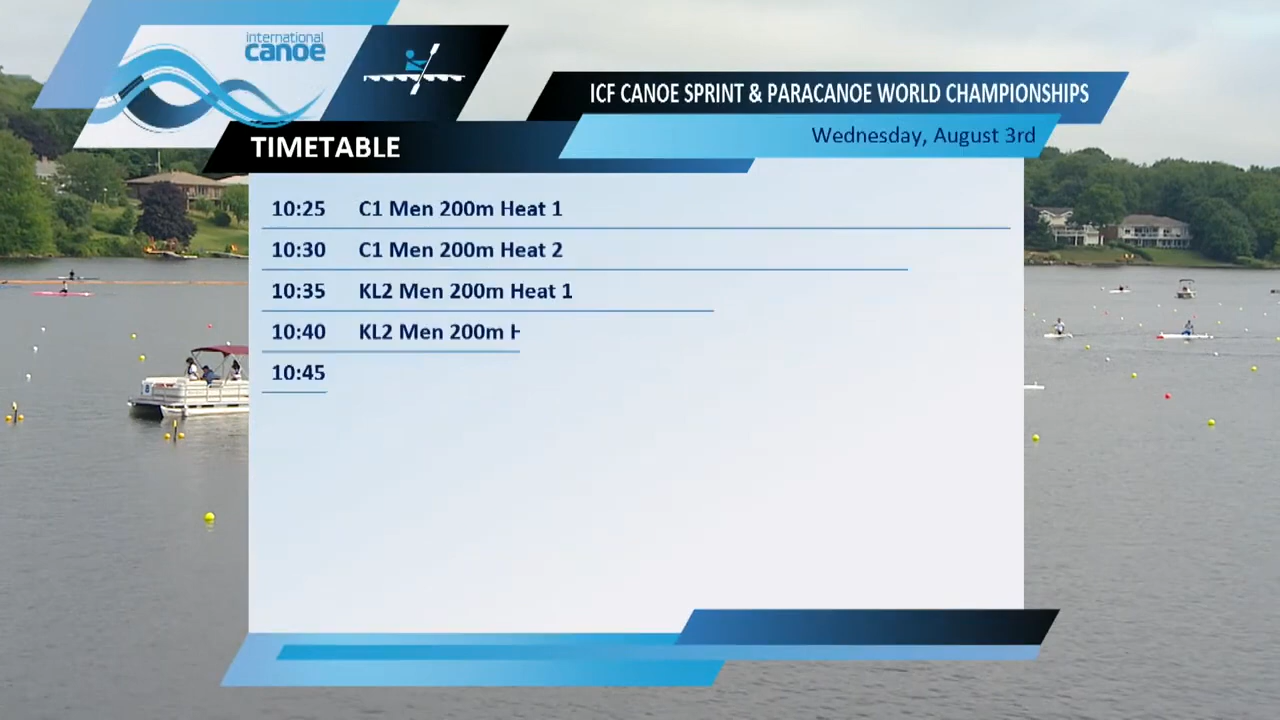 international
canoe
ICF CANOE SPRINT & PARACANOE WORLD CHAMPIONSHIPS
Wednesday, August 3rd
TIMETABLE
10:25 C1 Men 200m Heat 1
10:30 C1 Men 200m Heat 2
10:35 KL2 Men 200m Heat 1
10:40 KL2 Men 200m
10:45